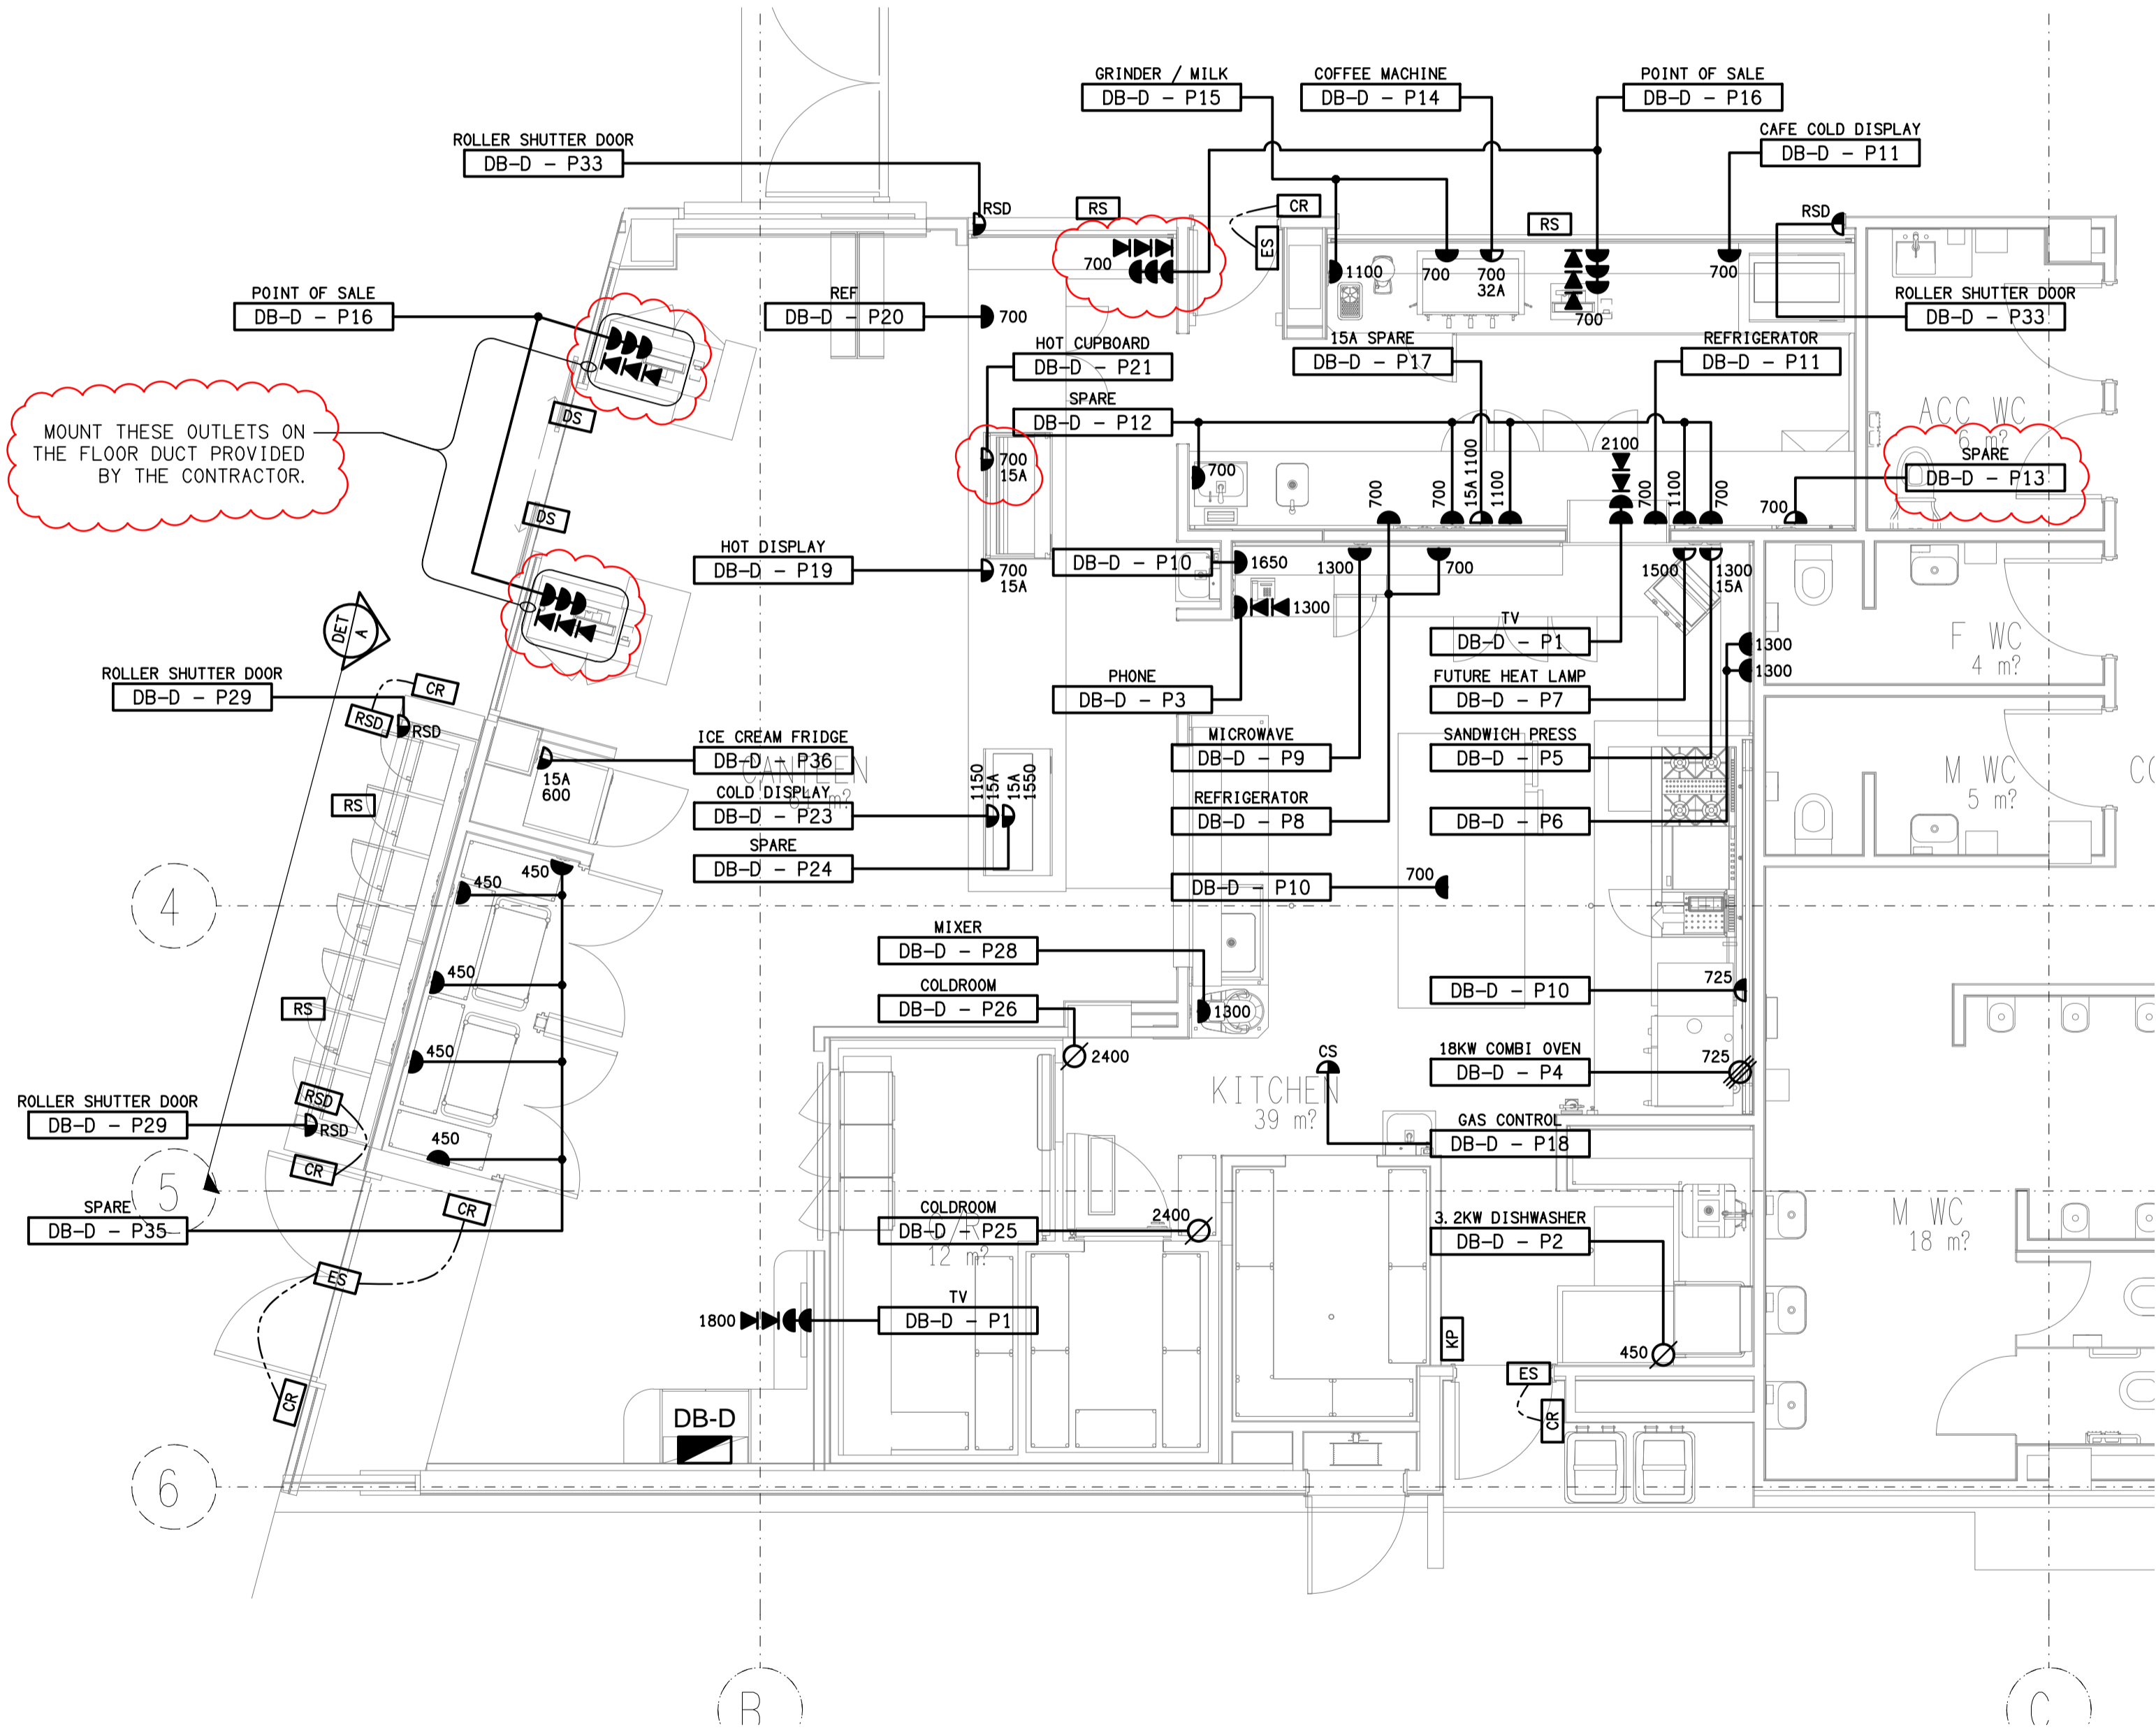 GRINDER / MILK
DB-D - P15
COFFEE MACHINE
DB-D - P14
POINT OF SALE
DB-D - P16
CAFE COLD DISPLAY
DB-D - P11
ROLLER SHUTTER DOOR
DB-D - P33
RSD
RS
CR
ES
RS
RSD
700
1100
700
700
32A
700
700
ROLLER SHUTTER DOOR
DB-D - P33
POINT OF SALE
DB-D - P16
REF
DB-D - P20
700
HOT CUPBOARD
DB-D - P21
15A SPARE
DB-D - P17
REFRIGERATOR
DB-D - P11
SPARE
DB-D - P12
MOUNT THESE OUTLETS ON
THE FLOOR DUCT PROVIDED
BY THE CONTRACTOR.
DS
DS
700
15A
700
700
700
15A 1100
1100
2100
700
1100
700
700
ACC WC
6 m?
SPARE
DB-D - P13
HOT DISPLAY
DB-D - P19
700
15A
DB-D - P10
1650
1300
1300
700
1500
1300
15A
TV
DB-D - P1
1300
1300
F WC
4 m?
DET
A
PHONE
DB-D - P3
FUTURE HEAT LAMP
DB-D - P7
ROLLER SHUTTER DOOR
DB-D - P29
CR
RSD
RSD
ICE CREAM FRIDGE
DB-D - P36
15A
600
CANTEEN
COLD DISPLAY
DB-D - P23
1150
15A
15A
1550
SPARE
DB-D - P24
MICROWAVE
DB-D - P9
SANDWICH PRESS
DB-D - P5
REFRIGERATOR
DB-D - P8
DB-D - P6
M WC
5 m?
RS
450
450
4
DB-D - P10
700
MIXER
DB-D - P28
450
COLDROOM
DB-D - P26
RS
1300
DB-D - P10
725
450
2400
CS
18KW COMBI OVEN
DB-D - P4
725
KITCHEN
39 m?
ROLLER SHUTTER DOOR
DB-D - P29
RSD
RSD
450
GAS CONTROL
DB-D - P18
CR
5
CR
SPARE
DB-D - P35
COLDROOM
DB-D - P25
12 m?
2400
3.2KW DISHWASHER
DB-D - P2
M WC
18 m?
ES
TV
DB-D - P1
1800
KP
450
CR
ES
CR
DB-D
6
B
C